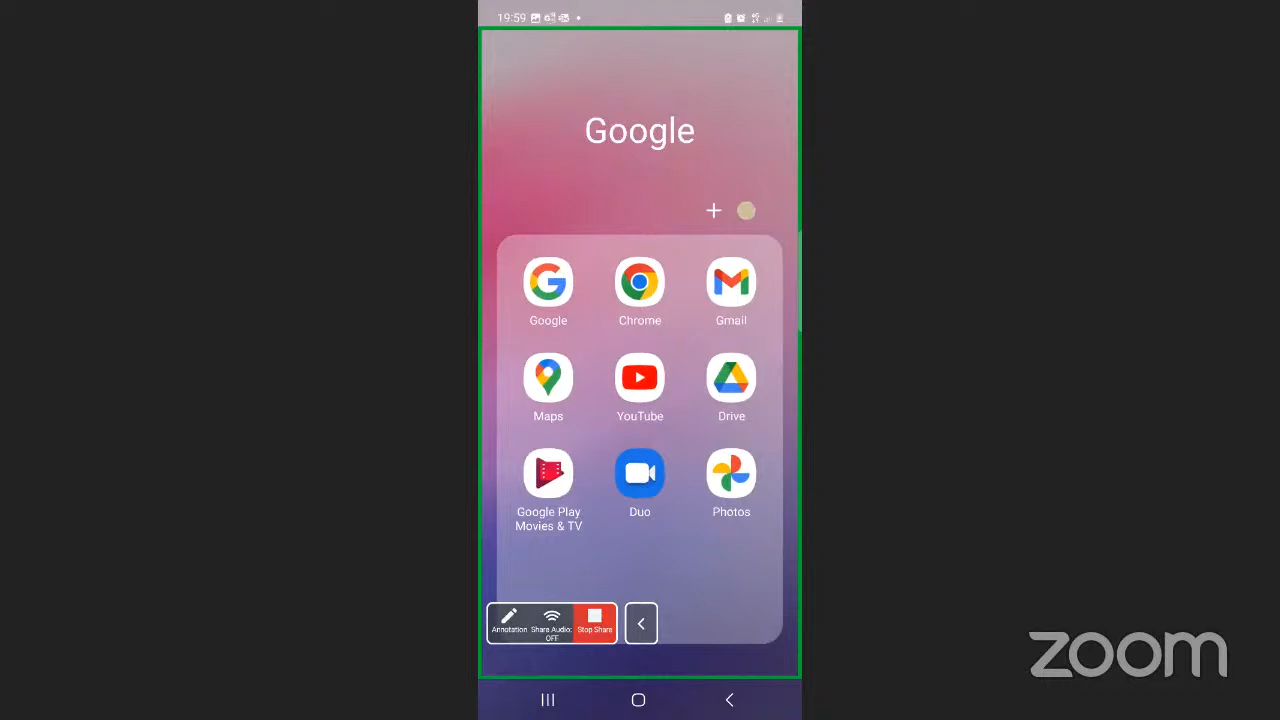 19:59
Google
Google Chrome Gmail
Maps YouTube Drive
Google Play
Movies & TV
Duo Photos
Annotation Share Audio: OFF Stop Share
zoom